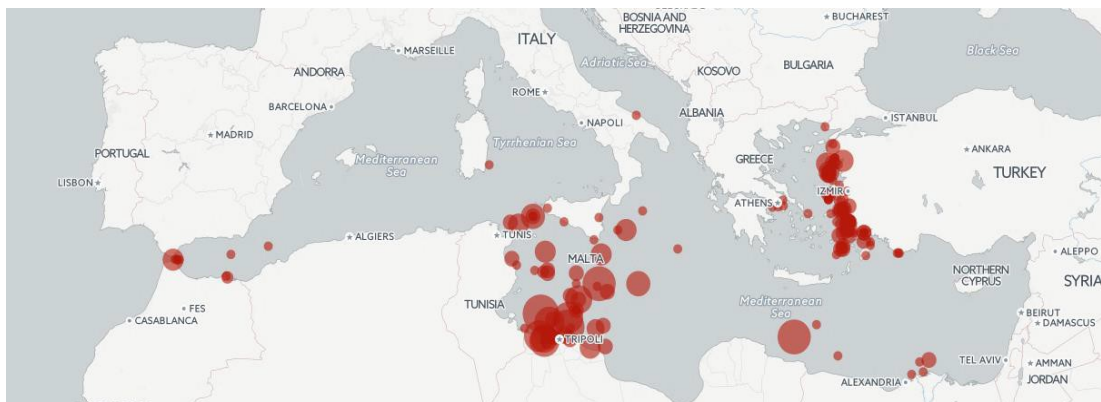 BOSNIA AND
HERZEGOVINA
BUCHAREST
ITALY
MARSEILLE
Black Sea
Adriatic Sea
ANDORRA
KOSOVO
BULGARIA
ROME
BARCELONA
ALBANIA
NAPOLI
ISTANBUL
MADRID
Tyrrhenian Sea
ANKARA
PORTUGAL
Mediterranean
Sea
GREECE
TURKEY
LISBON
IZMIR
ATHENS
ALGIERS
TUNIS
ALEPPO
MALTA
NORTHERN
CYPRUS
SYRIA
TUNISIA
Mediterranean
Sea
FES
CASABLANCA
BEIRUT
DAMASCUS
TRIPOLI
TEL AVIV
AMMAN
ALEXANDRIA
JORDAN